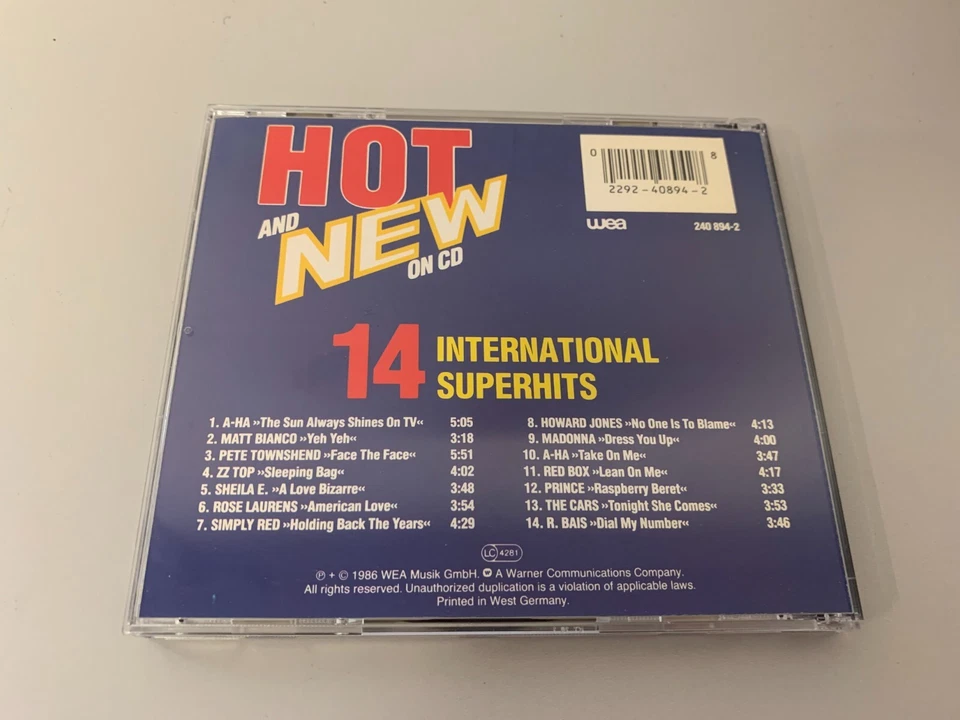 HOT
AND NEW
ON CD
0 8
2292-40894-2
wea 240 894-2
14 INTERNATIONAL
SUPERHITS
1. A-HA »The Sun Always Shines On TV« 5:05
2. MATT BIANCO »Yeh Yeh« 3:18
3. PETE TOWNSHEND »Face The Face« 5:51
4. ZZ TOP »Sleeping Bag« 4:02
5. SHEILA E. »A Love Bizarre« 3:48
6. ROSE LAURENS »American Love« 3:54
7. SIMPLY RED »Holding Back The Years« 4:29
8. HOWARD JONES »No One Is To Blame« 4:13
9. MADONNA »Dress You Up« 4:00
10. A-HA »Take On Me« 3:47
11. RED BOX »Lean On Me« 4:17
12. PRINCE »Raspberry Beret« 3:33
13. THE CARS »Tonight She Comes« 3:53
14. R. BAIS »Dial My Number« 3:46
LC 4281
℗ + © 1986 WEA Musik GmbH. A Warner Communications Company.
All rights reserved. Unauthorized duplication is a violation of applicable laws.
Printed in West Germany.